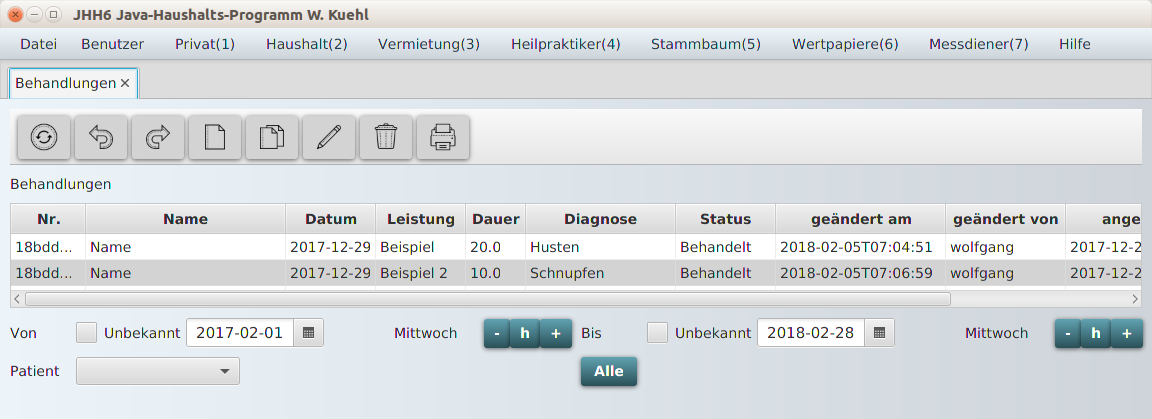 JHH6 Java-Haushalts-Programm W. Kuehl
Datei Benutzer Privat(1) Haushalt(2) Vermietung(3) Heilpraktiker(4) Stammbaum(5) Wertpapiere(6) Messdiener(7) Hilfe
Behandlungen
Behandlungen
Nr. Name Datum Leistung Dauer Diagnose Status geändert am geändert von ange
18bdd... Name 2017-12-29 Beispiel 20.0 Husten Behandelt 2018-02-05T07:04:51 wolfgang 2017-12-2
18bdd... Name 2017-12-29 Beispiel 2 10.0 Schnupfen Behandelt 2018-02-05T07:06:59 wolfgang 2017-12-2
Von Unbekannt 2017-02-01 Mittwoch - h + Bis Unbekannt 2018-02-28 Mittwoch - h +
Patient Alle